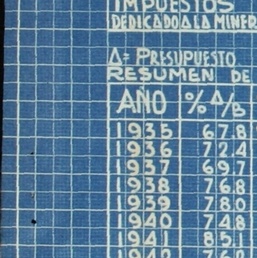 IMPUESTOS
DEDICADO A LA MINER
Δ= PRESUPUESTO
RESUMEN DE
AÑO % Δ/B
1935 67.8
1936 72.4
1937 69.7
1938 76.8
1939 78.0
1940 74.8
1941 85.1
1942